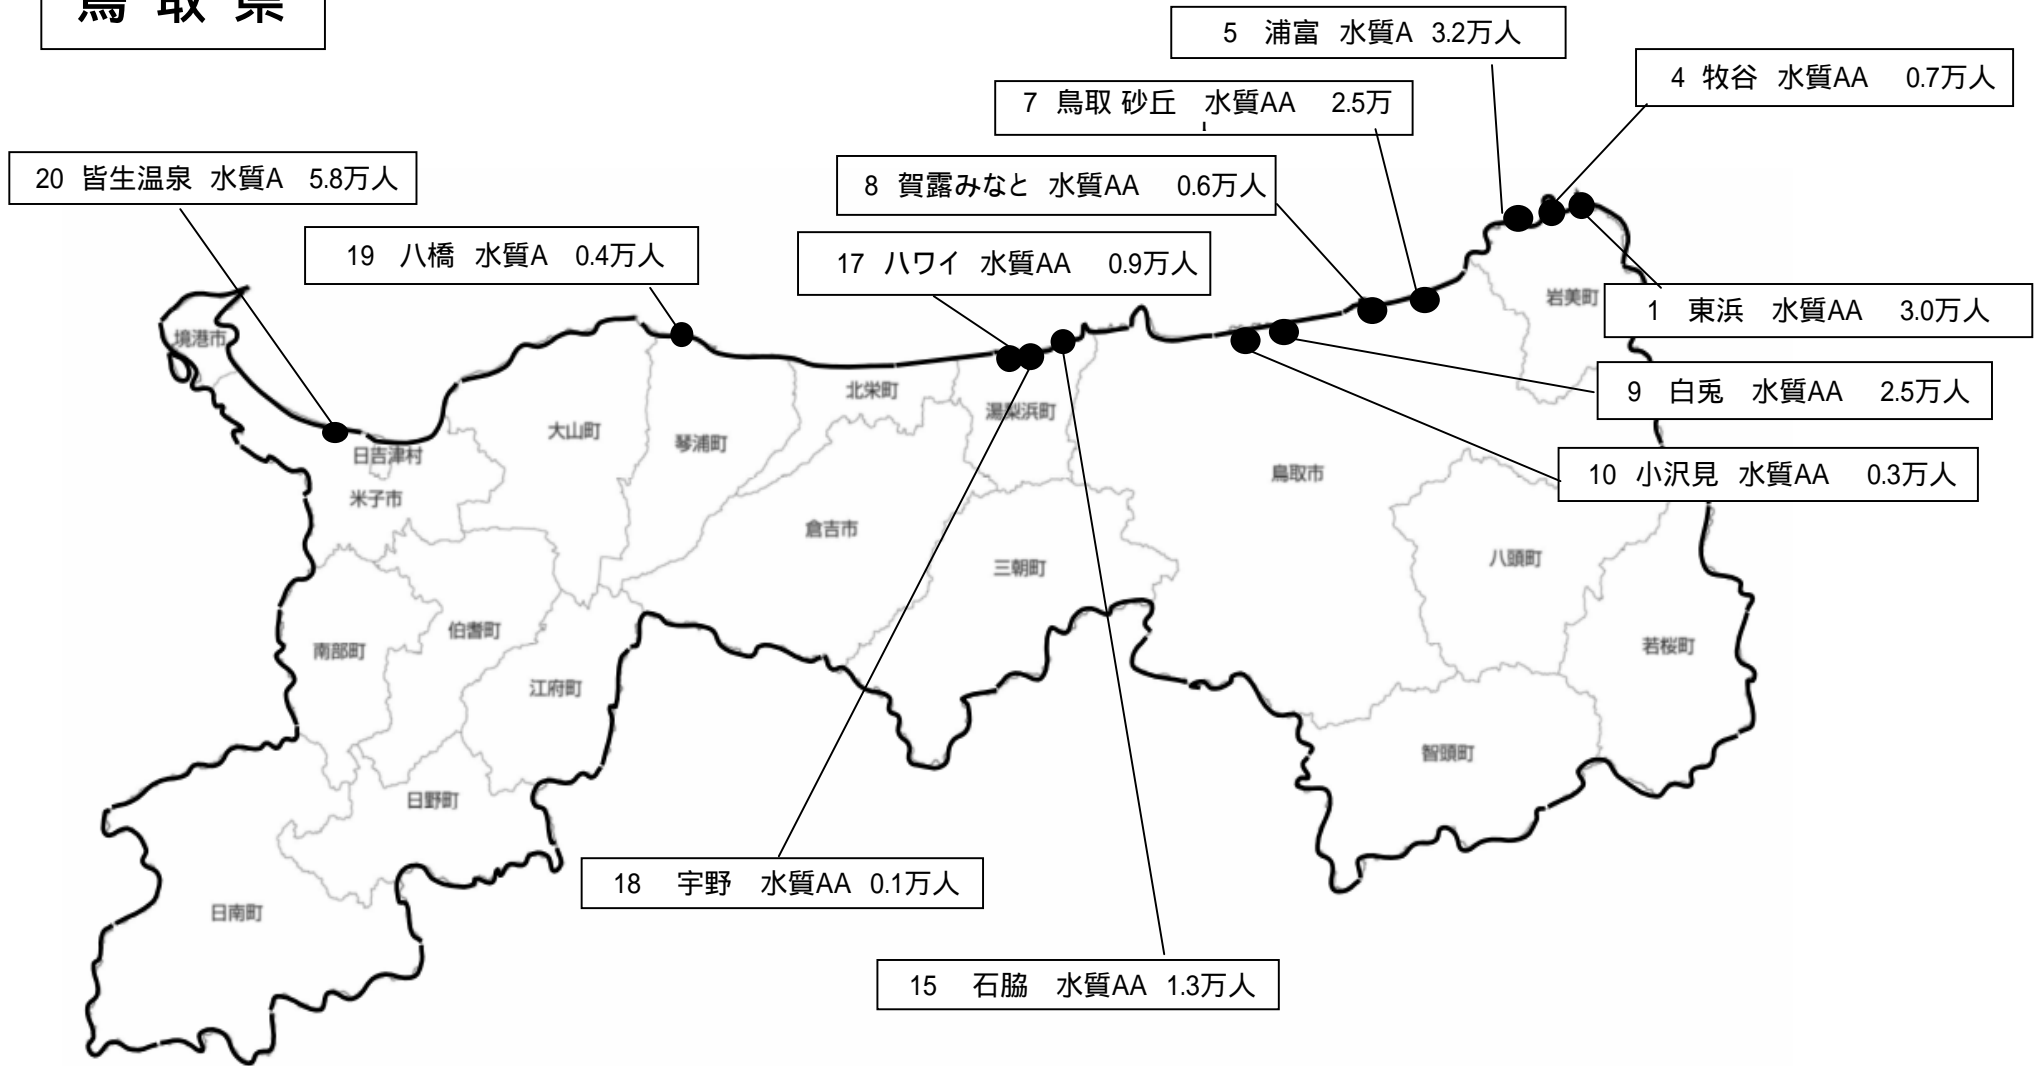 鳥 取 県
5 浦富 水質A 3.2万人
4 牧谷 水質AA 0.7万人
7 鳥取 砂丘 水質AA 2.5万
8 賀露みなと 水質AA 0.6万人
20 皆生温泉 水質A 5.8万人
19 八橋 水質A 0.4万人
17 ハワイ 水質AA 0.9万人
1 東浜 水質AA 3.0万人
9 白兎 水質AA 2.5万人
10 小沢見 水質AA 0.3万人
境港市
岩美町
北栄町
湯梨浜町
大山町
琴浦町
日吉津村
米子市
鳥取市
倉吉市
三朝町
八頭町
伯耆町
南部町
若桜町
江府町
智頭町
日野町
日南町
18 宇野 水質AA 0.1万人
15 石脇 水質AA 1.3万人